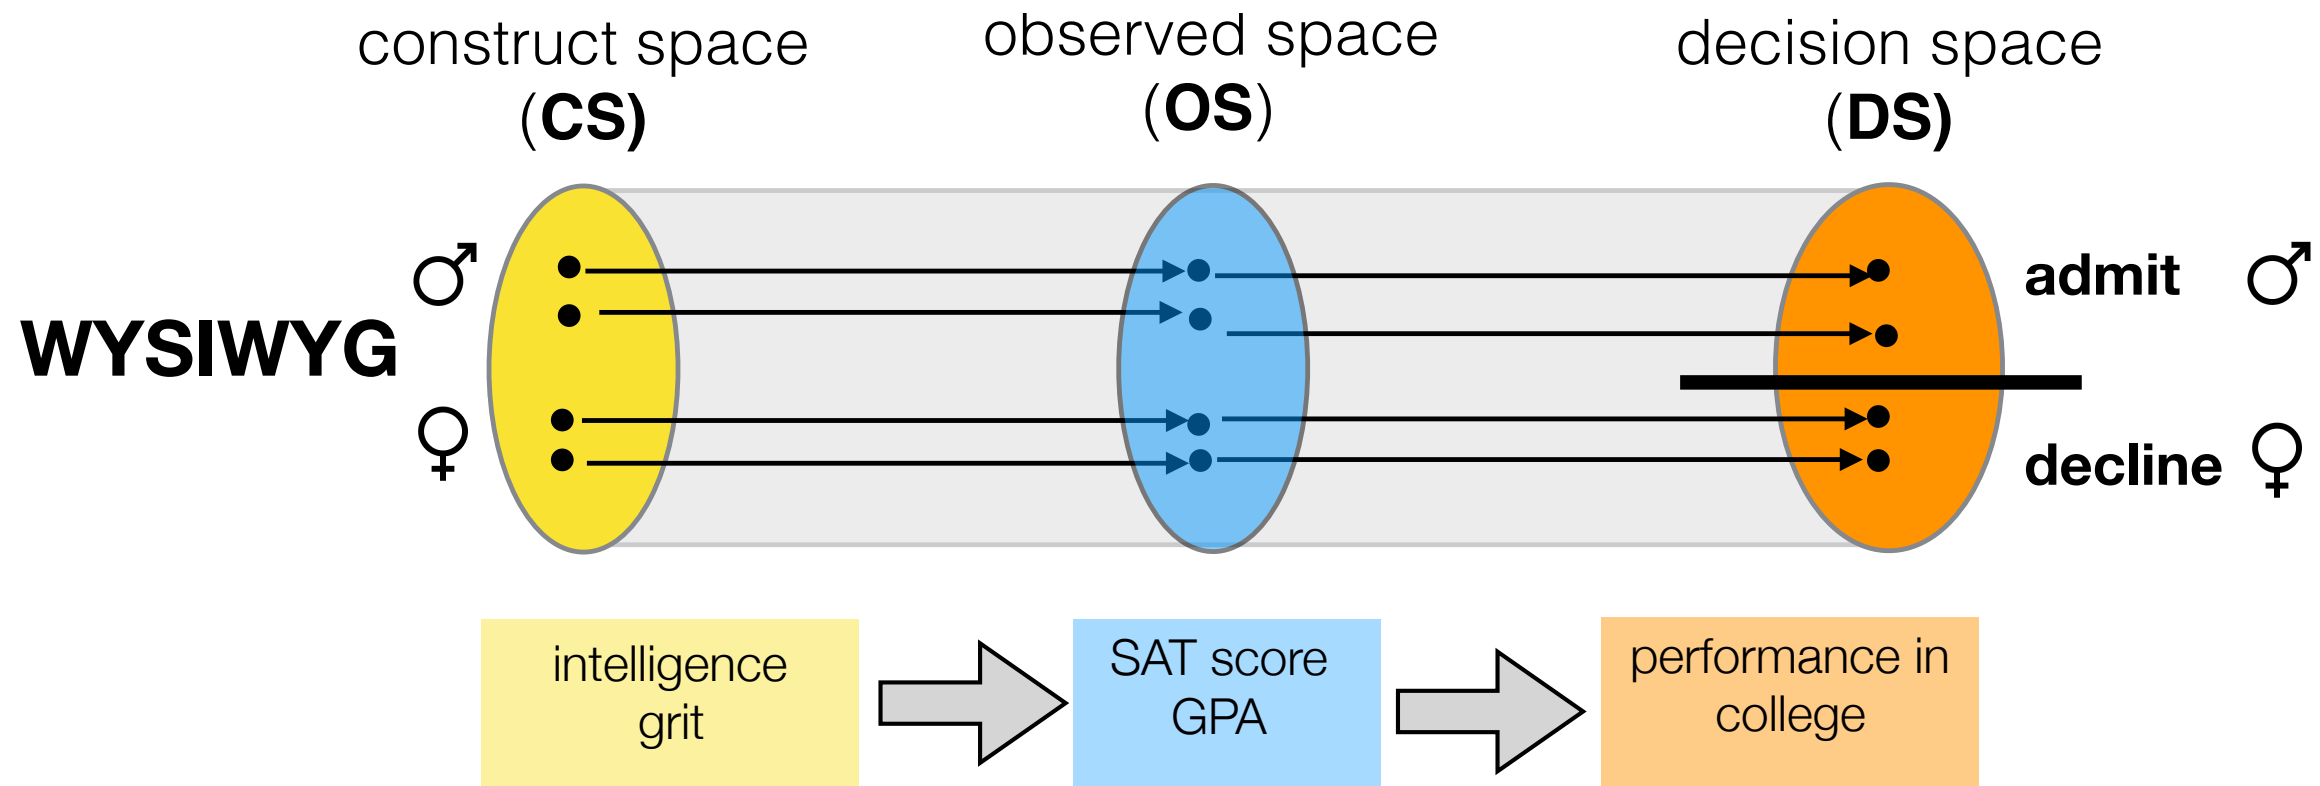 construct space
(CS)
observed space
(OS)
decision space
(DS)
WYSIWYG
♂
♀
admit ♂
decline ♀
intelligence
grit
SAT score
GPA
performance in
college